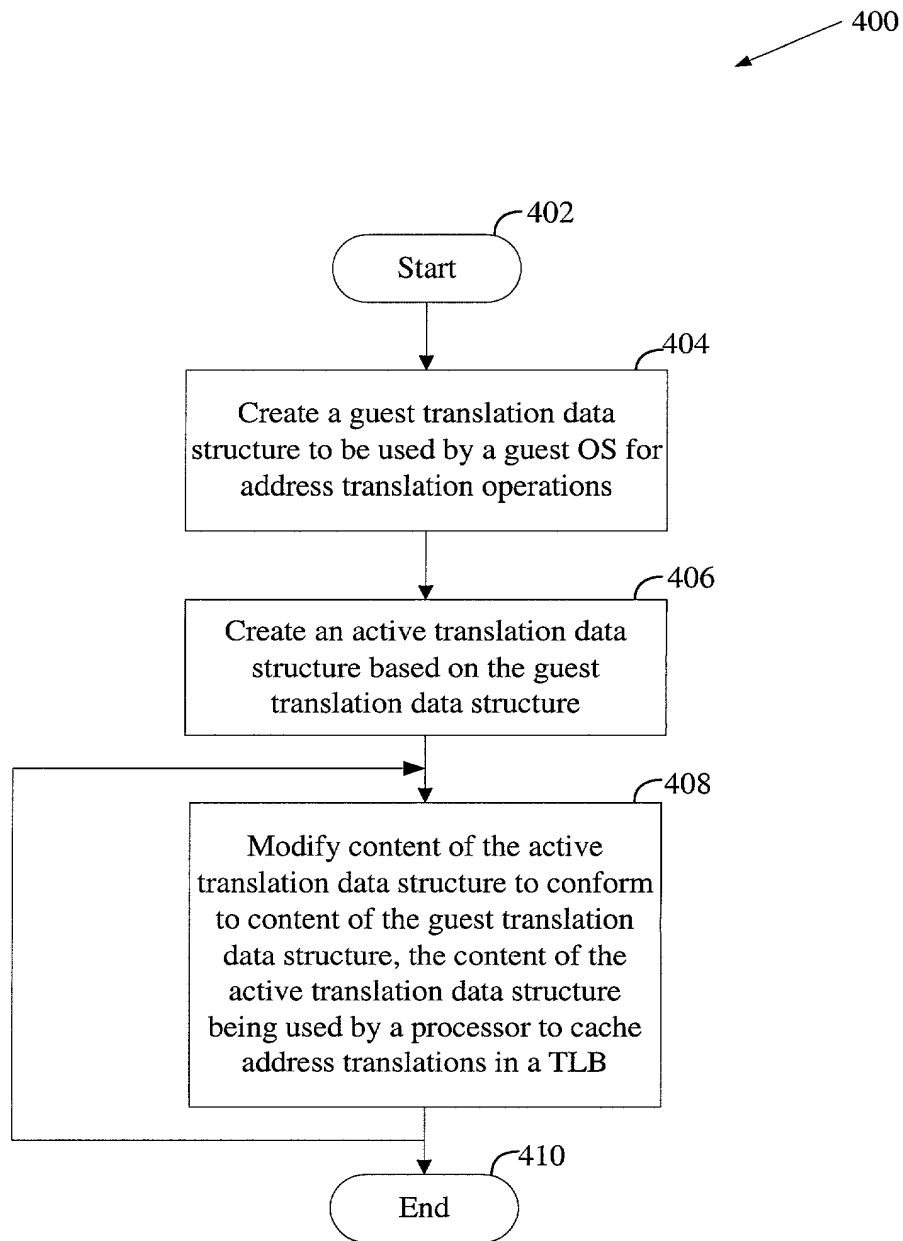 400
402
Start
404
Create a guest translation data
structure to be used by a guest OS for
address translation operations
406
Create an active translation data
structure based on the guest
translation data structure
408
Modify content of the active
translation data structure to conform
to content of the guest translation
data structure, the content of the
active translation data structure
being used by a processor to cache
address translations in a TLB
410
End